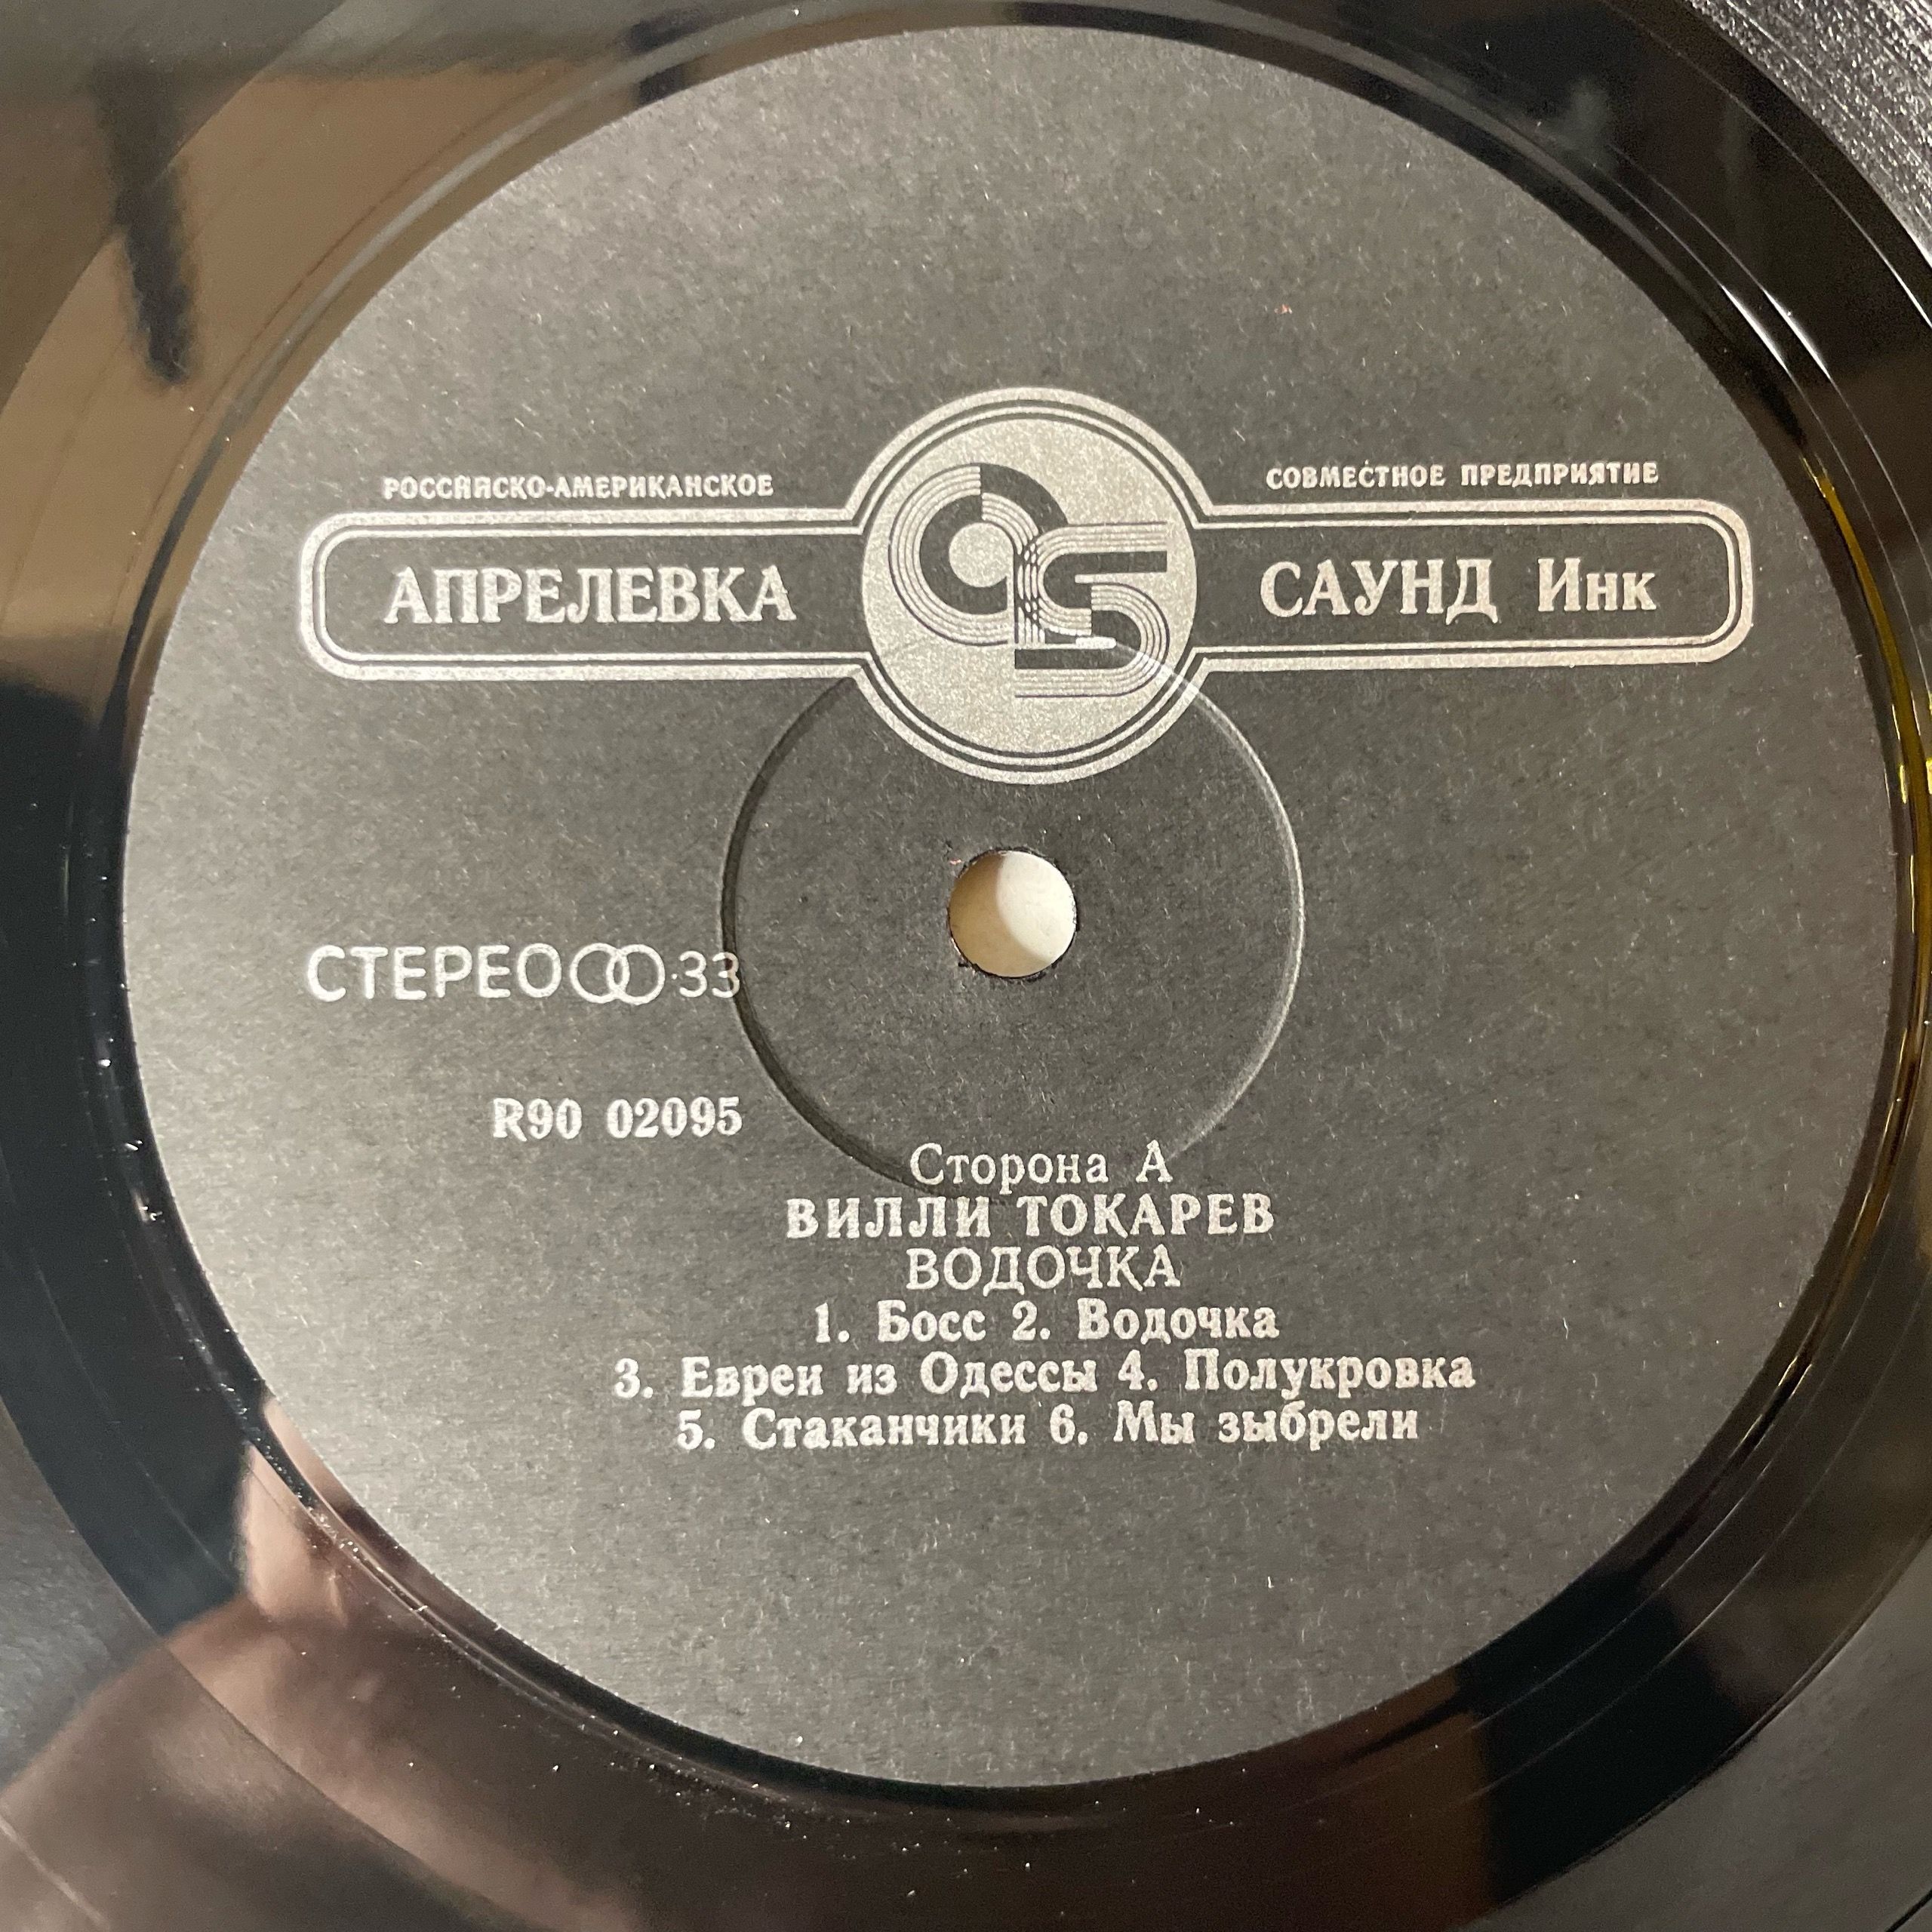 РОССИЙСКО-АМЕРИКАНСКОЕ
СОВМЕСТНОЕ ПРЕДПРИЯТИЕ
АПРЕЛЕВКА
САУНД Инк
СТЕРЕО 33
R90 02095
Сторона А
ВИЛЛИ ТОКАРЕВ
ВОДОЧКА
1. Босс 2. Водочка
3. Евреи из Одессы 4. Полукровка
5. Стаканчики 6. Мы зыбрели